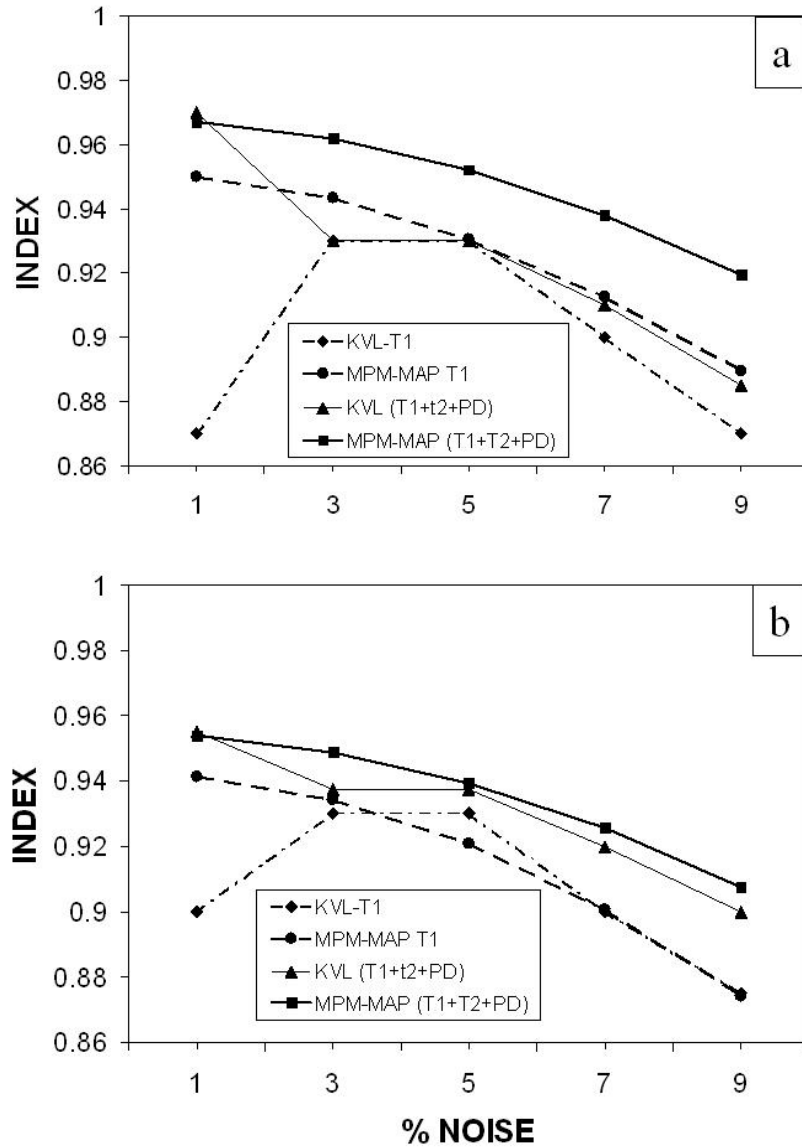 1
a
0.98
0.96
0.94
INDEX
0.92
0.9
0.88
0.86
KVL-T1
MPM-MAP T1
KVL (T1+t2+PD)
MPM-MAP (T1+T2+PD)
1 3 5 7 9
1
b
0.98
0.96
0.94
INDEX
0.92
0.9
0.88
0.86
KVL-T1
MPM-MAP T1
KVL (T1+t2+PD)
MPM-MAP (T1+T2+PD)
1 3 5 7 9
% NOISE